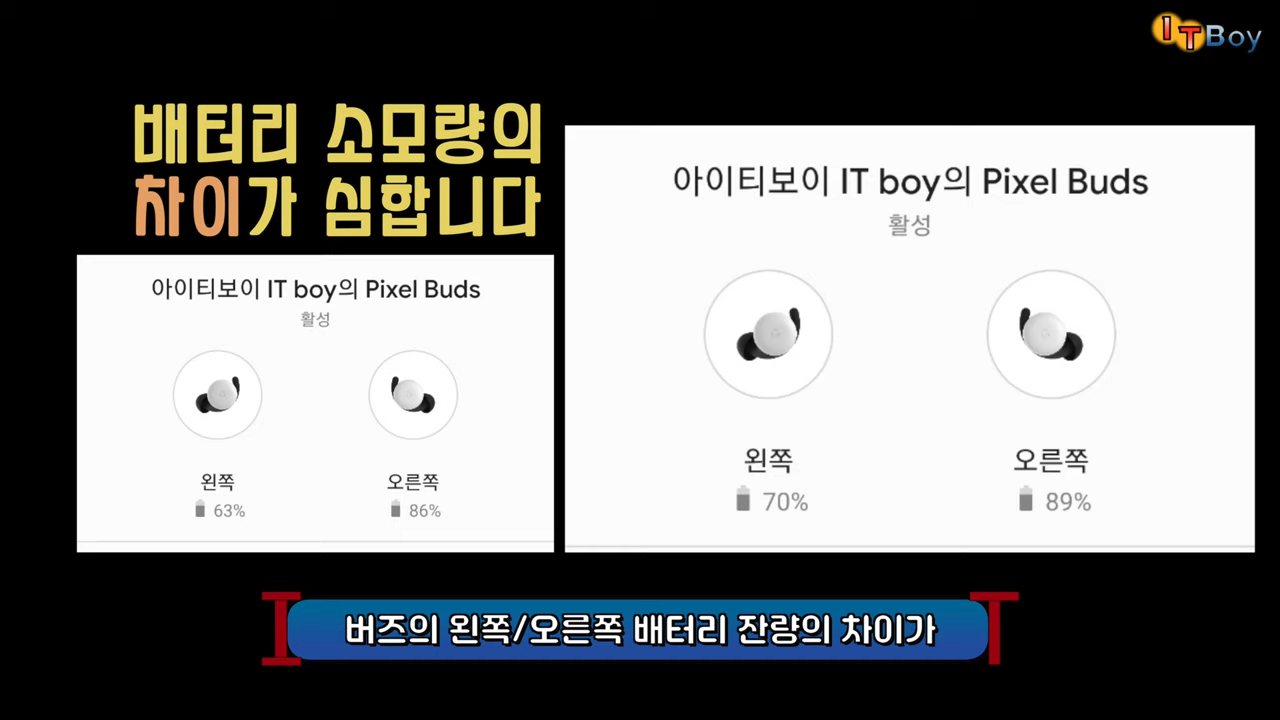 ITBoy
배터리 소모량의
차이가 심합니다
아이티보이 IT boy의 Pixel Buds
활성
왼쪽 오른쪽
63% 86%
아이티보이 IT boy의 Pixel Buds
활성
왼쪽 오른쪽
70% 89%
I 버즈의 왼쪽/오른쪽 배터리 잔량의 차이가 T